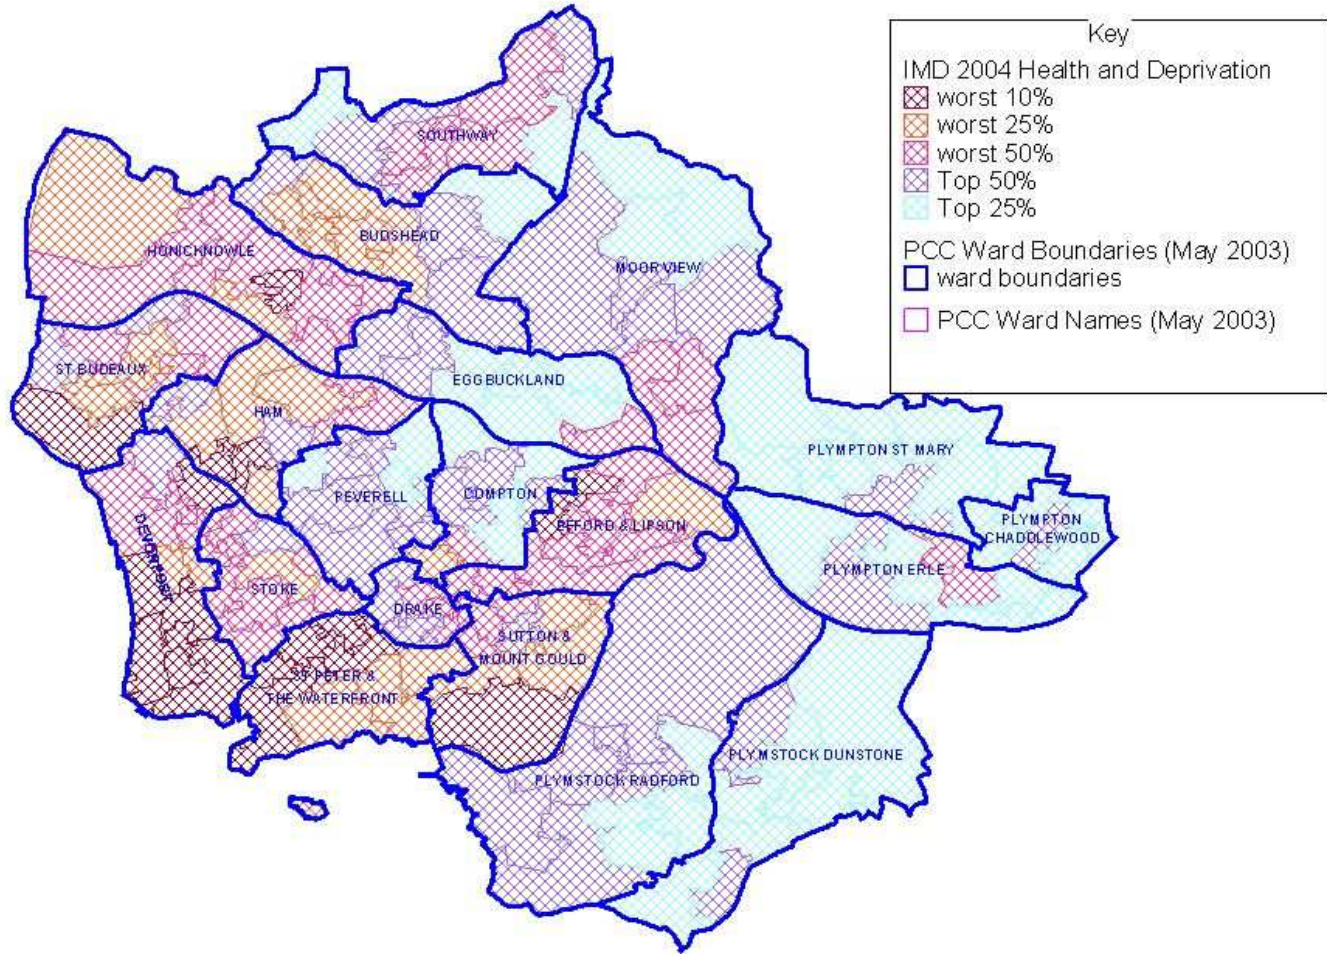 Key
IMD 2004 Health and Deprivation
worst 10%
worst 25%
worst 50%
Top 50%
Top 25%
PCC Ward Boundaries (May 2003)
ward boundaries
PCC Ward Names (May 2003)
SOUTHWAY
BUDSHEAD
HONICKNOWLE
MOOR VIEW
ST BUDEAUX
EGGBUCKLAND
HAM
PLYMPTON ST MARY
PEVERELL
COMPTON
EFFORD & LIPSON
PLYMPTON
CHADDLEWOOD
DEVONPORT
PLYMPTON ERLE
STOKE
DRAKE
SUTTON &
MOUNT GOULD
ST PETER &
THE WATERFRONT
PLYMSTOCK DUNSTONE
PLYMSTOCK RADFORD